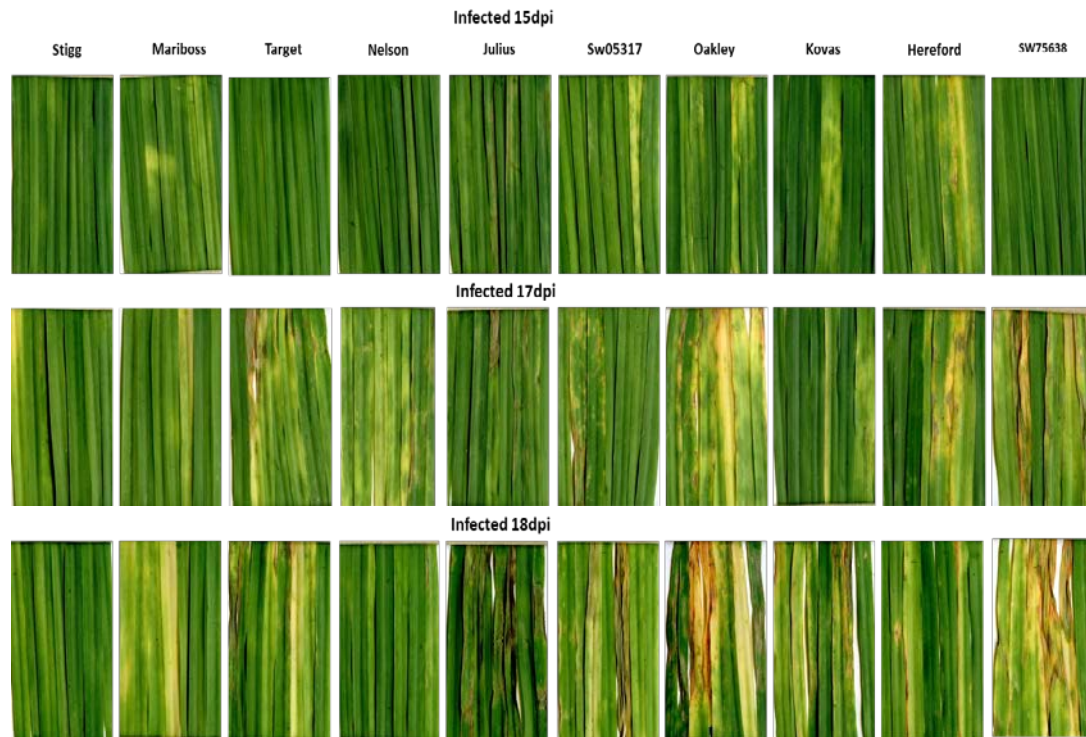 Infected 15dpi
Stigg Mariboss Target Nelson Julius Sw05317 Oakley Kovas Hereford SW75638
Infected 17dpi
Infected 18dpi